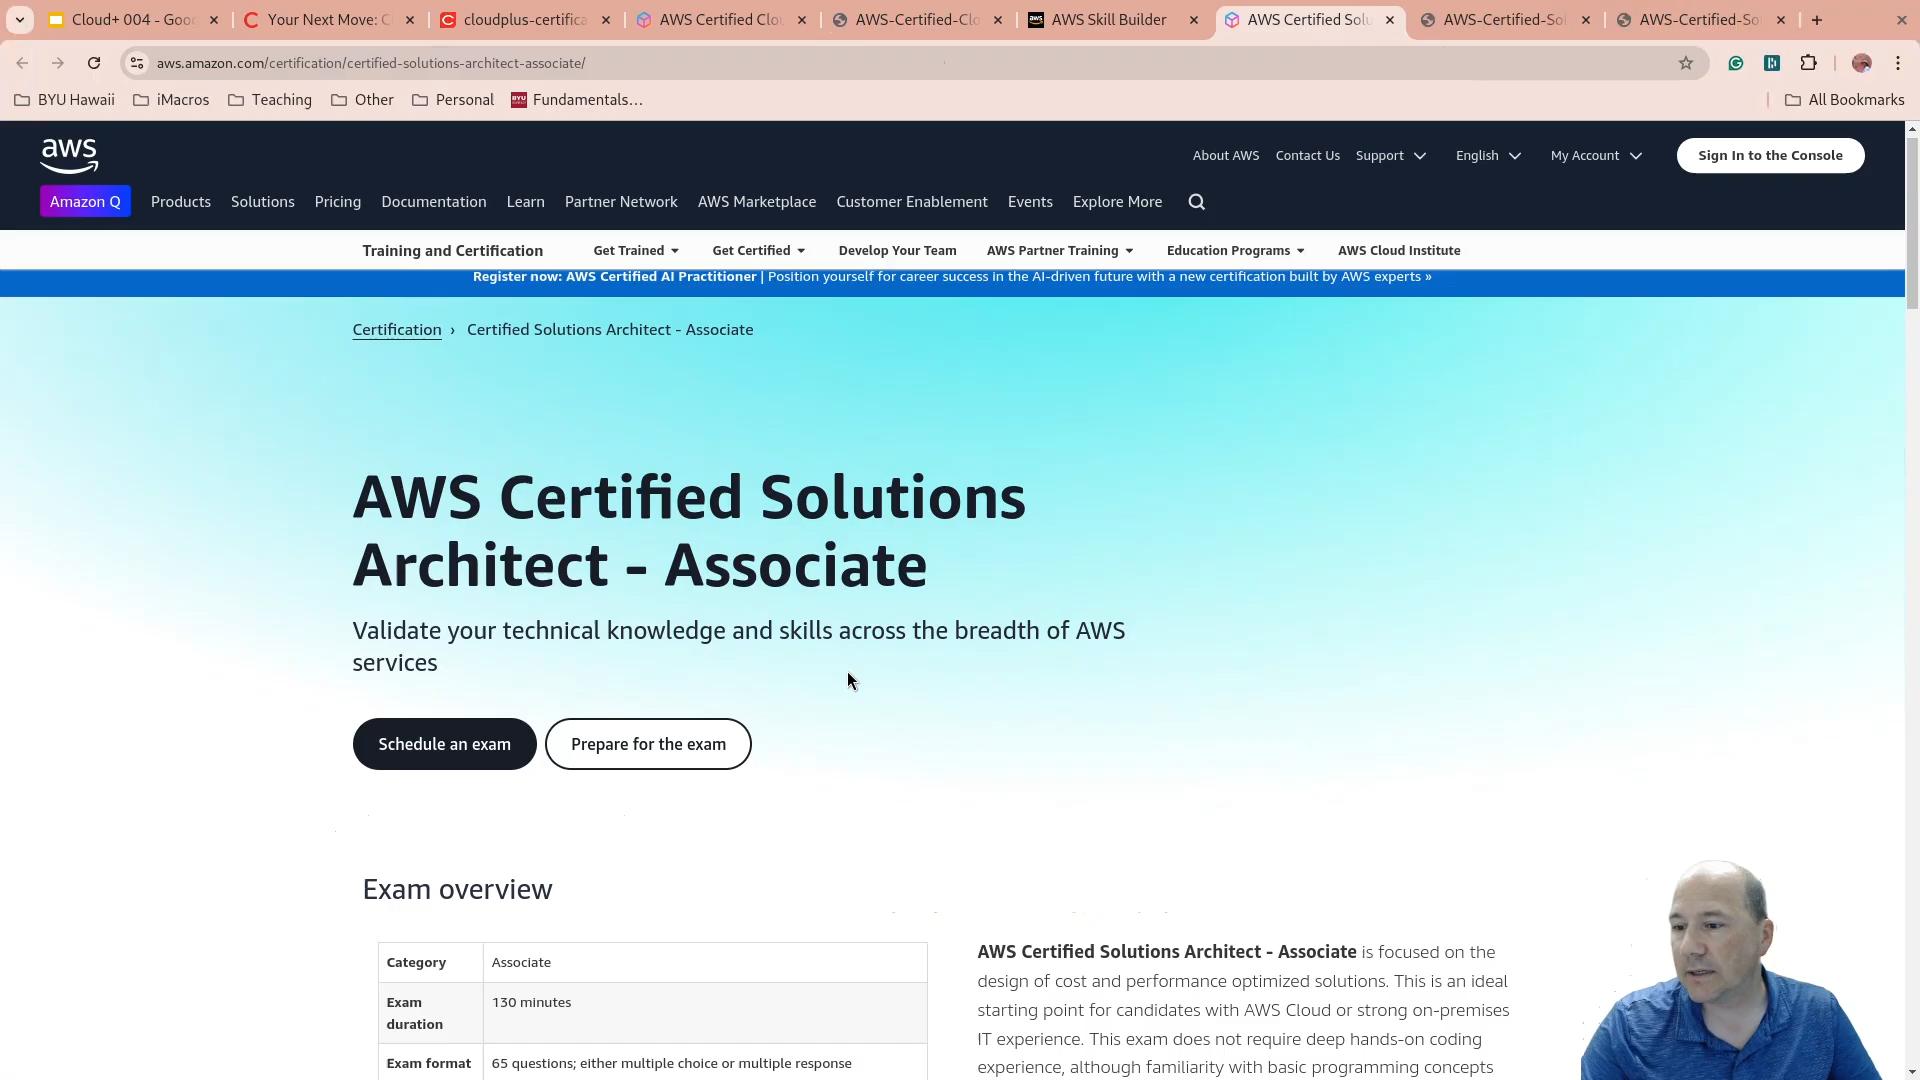 Cloud+ 004 - Goo
Your Next Move: C
cloudplus-certifica
AWS Certified Clou
AWS-Certified-Clo
AWS Skill Builder
AWS Certified Solu
AWS-Certified-Sol
AWS-Certified-So
aws.amazon.com/certification/certified-solutions-architect-associate/
BYU Hawaii
iMacros
Teaching
Other
Personal
Fundamentals...
All Bookmarks
aws
About AWS
Contact Us
Support
English
My Account
Sign In to the Console
Amazon Q
Products
Solutions
Pricing
Documentation
Learn
Partner Network
AWS Marketplace
Customer Enablement
Events
Explore More
Training and Certification
Get Trained
Get Certified
Develop Your Team
AWS Partner Training
Education Programs
AWS Cloud Institute
Register now: AWS Certified AI Practitioner | Position yourself for career success in the AI-driven future with a new certification built by AWS experts »
Certification › Certified Solutions Architect - Associate
AWS Certified Solutions
Architect - Associate
Validate your technical knowledge and skills across the breadth of AWS
services
Schedule an exam
Prepare for the exam
Exam overview
Category
Associate
Exam
duration
130 minutes
Exam format
65 questions; either multiple choice or multiple response
AWS Certified Solutions Architect - Associate is focused on the
design of cost and performance optimized solutions. This is an ideal
starting point for candidates with AWS Cloud or strong on-premises
IT experience. This exam does not require deep hands-on coding
experience, although familiarity with basic programming concepts